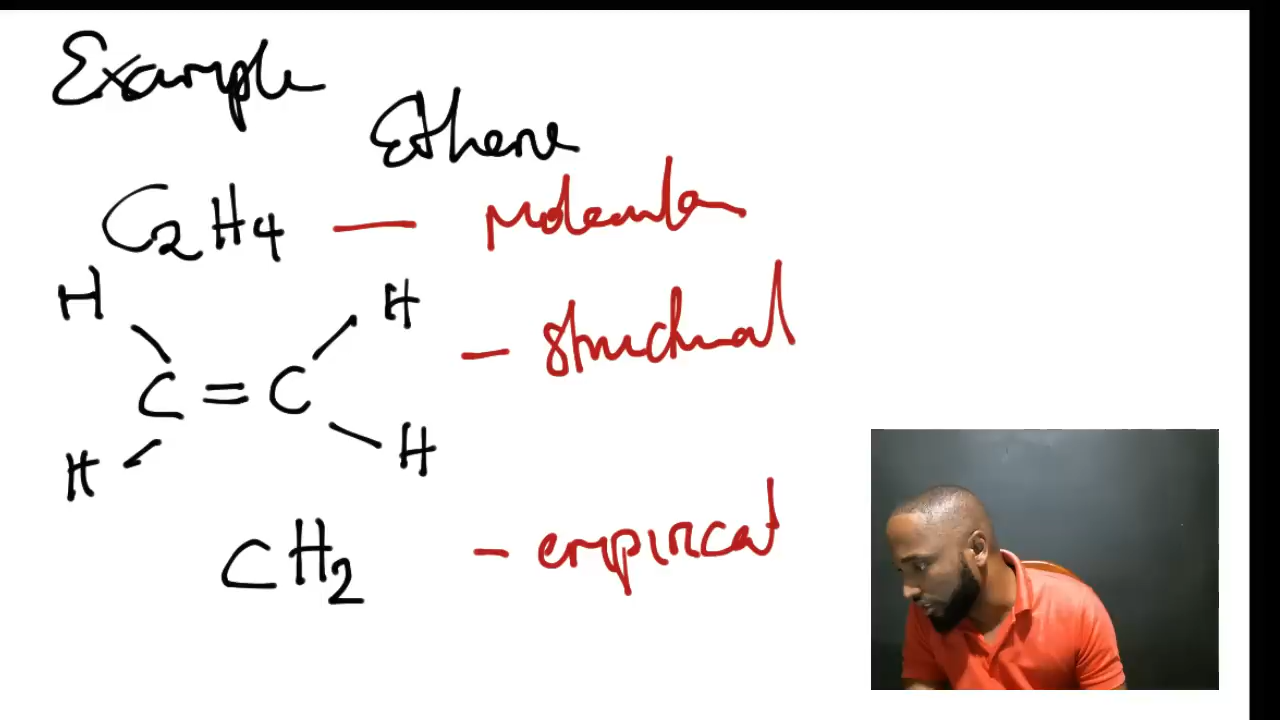 Example
Ethene
C2H4 — Molecular
H H
C = C — structural
H H
CH2 — empirical